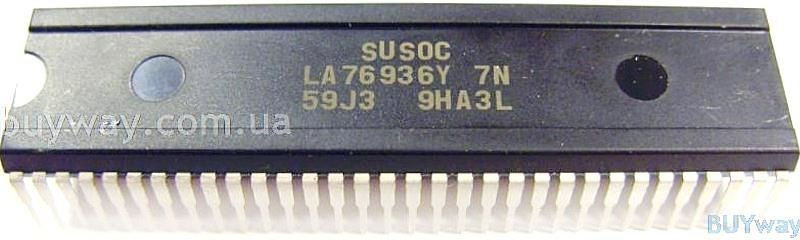 SUSOC
LA76936Y 7N
59J3 9HA3L
buyway.com.ua
BUYway